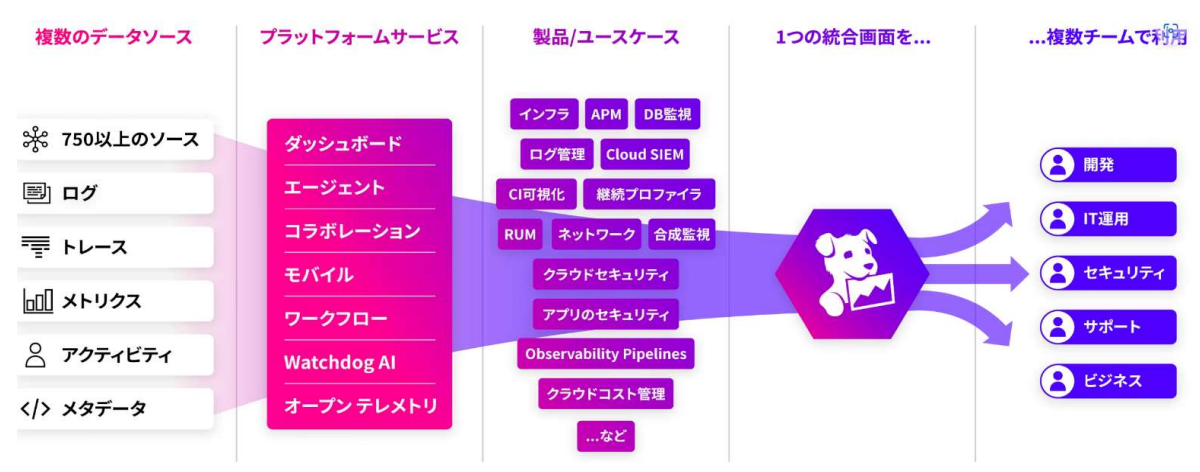 複数のデータソース
プラットフォームサービス
製品/ユースケース
1つの統合画面を...
...複数チームで利用
750以上のソース
ログ
トレース
メトリクス
アクティビティ
メタデータ
ダッシュボード
エージェント
コラボレーション
モバイル
ワークフロー
Watchdog AI
オープン テレメトリ
インフラ APM DB監視
ログ管理 Cloud SIEM
CI可視化 継続プロファイラ
RUM ネットワーク 合成監視
クラウドセキュリティ
アプリのセキュリティ
Observability Pipelines
クラウドコスト管理
...など
開発
IT運用
セキュリティ
サポート
ビジネス